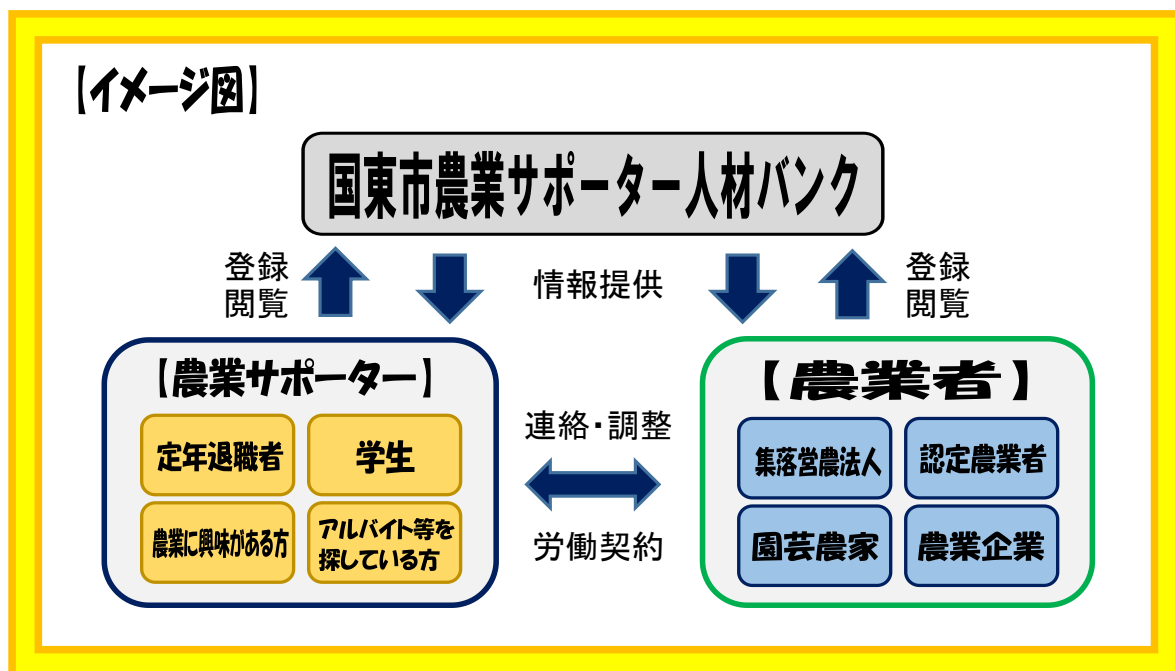 【イメージ図】
国東市農業サポーター人材バンク
登録
閲覧
情報提供
登録
閲覧
【農業サポーター】
定年退職者
学生
農業に興味がある方
アルバイト等を
探している方
連絡・調整
労働契約
【農業者】
集落営農法人
認定農業者
園芸農家
農業企業